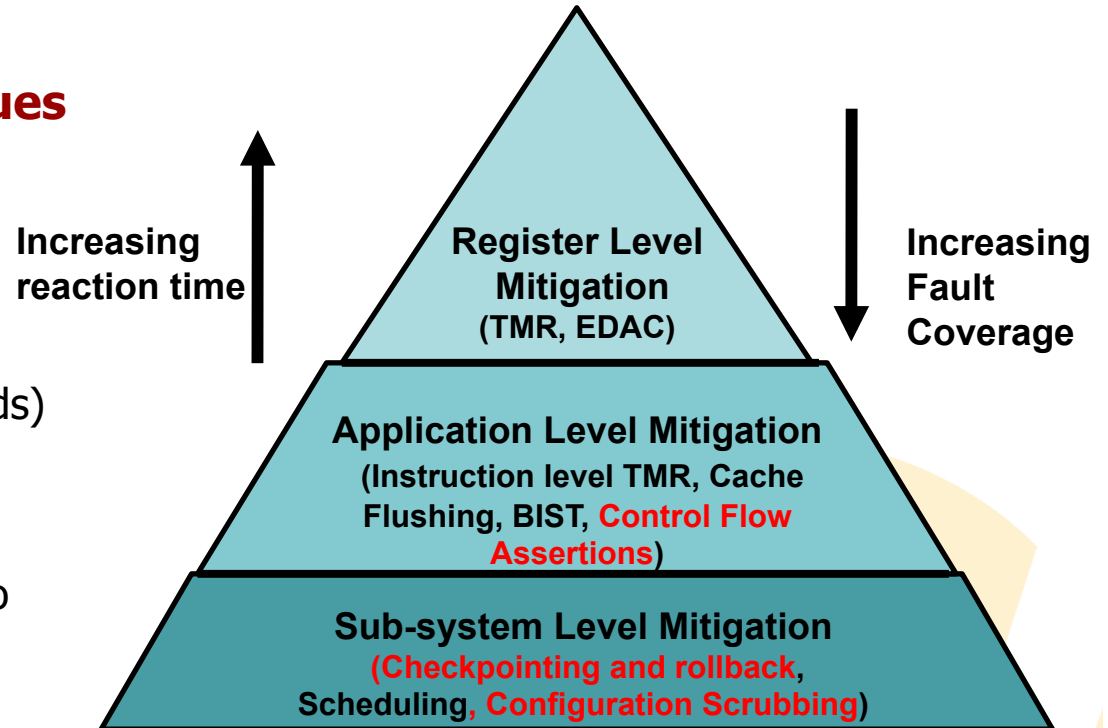 ues
Increasing
reaction time
ds)
Register Level
Mitigation
(TMR, EDAC)
Increasing
Fault
Coverage
Application Level Mitigation
(Instruction level TMR, Cache
Flushing, BIST, Control Flow
Assertions)
Sub-system Level Mitigation
(Checkpointing and rollback,
Scheduling, Configuration Scrubbing)